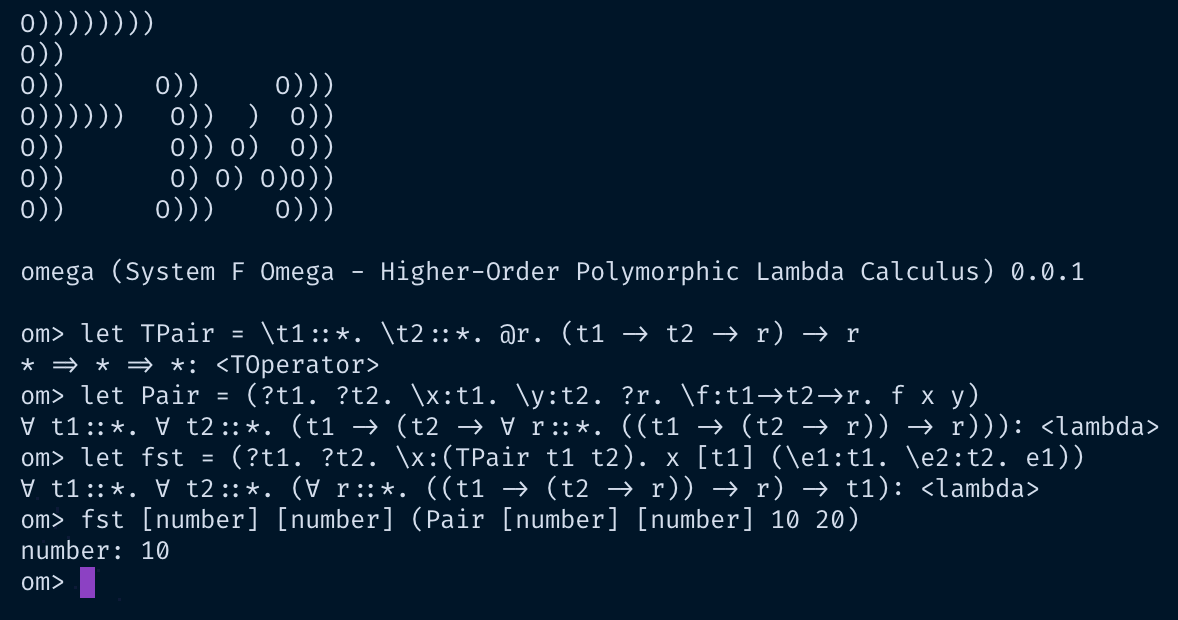 O))))))))
O))
O))      O))     O)))
O))))))   O))  )  O))
O))       O)) O)  O))
O))       O) O) O)O))
O))      O)))    O)))

omega (System F Omega - Higher-Order Polymorphic Lambda Calculus) 0.0.1

om> let TPair = \t1::*. \t2::*. @r. (t1 -> t2 -> r) -> r
* => * => *: <TOperator>
om> let Pair = (?t1. ?t2. \x:t1. \y:t2. ?r. \f:t1->t2->r. f x y)
∀ t1::*. ∀ t2::*. (t1 -> (t2 -> ∀ r::*. ((t1 -> (t2 -> r)) -> r))): <lambda>
om> let fst = (?t1. ?t2. \x:(TPair t1 t2). x [t1] (\e1:t1. \e2:t2. e1))
∀ t1::*. ∀ t2::*. (∀ r::*. ((t1 -> (t2 -> r)) -> r) -> t1): <lambda>
om> fst [number] [number] (Pair [number] [number] 10 20)
number: 10
om>